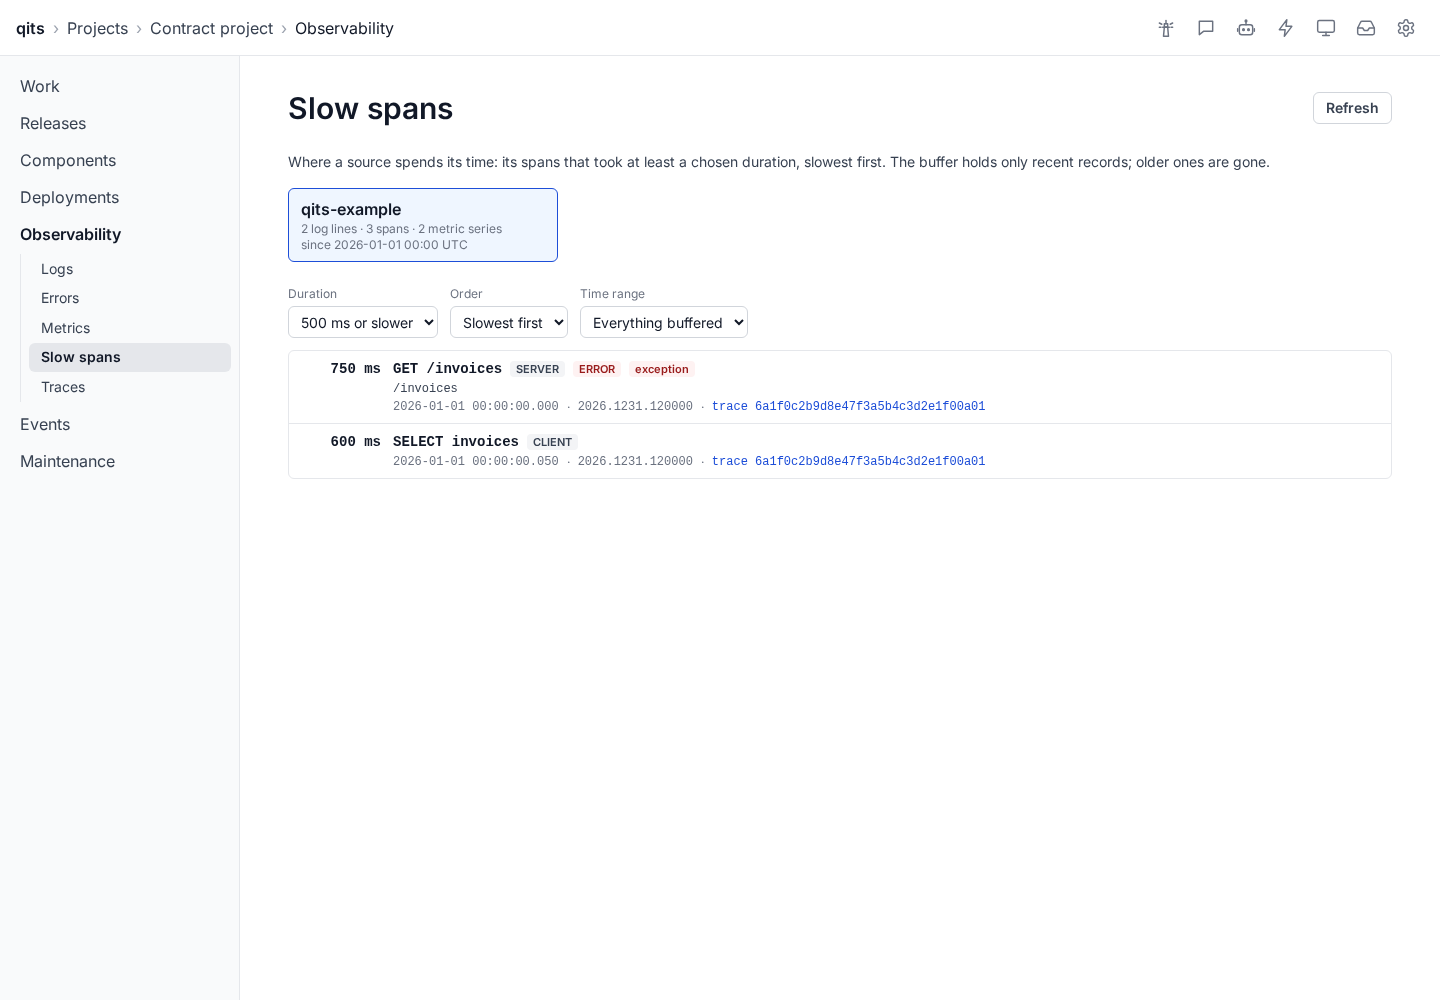 qits › Projects › Contract project › Observability
Work
Releases
Components
Deployments
Observability
Logs
Errors
Metrics
Slow spans
Traces
Events
Maintenance
Slow spans
Refresh
Where a source spends its time: its spans that took at least a chosen duration, slowest first. The buffer holds only recent records; older ones are gone.
qits-example
2 log lines · 3 spans · 2 metric series
since 2026-01-01 00:00 UTC
Duration Order Time range
500 ms or slower Slowest first Everything buffered
750 ms GET /invoices SERVER ERROR exception
/invoices
2026-01-01 00:00:00.000 · 2026.1231.120000 · trace 6a1f0c2b9d8e47f3a5b4c3d2e1f00a01
600 ms SELECT invoices CLIENT
2026-01-01 00:00:00.050 · 2026.1231.120000 · trace 6a1f0c2b9d8e47f3a5b4c3d2e1f00a01